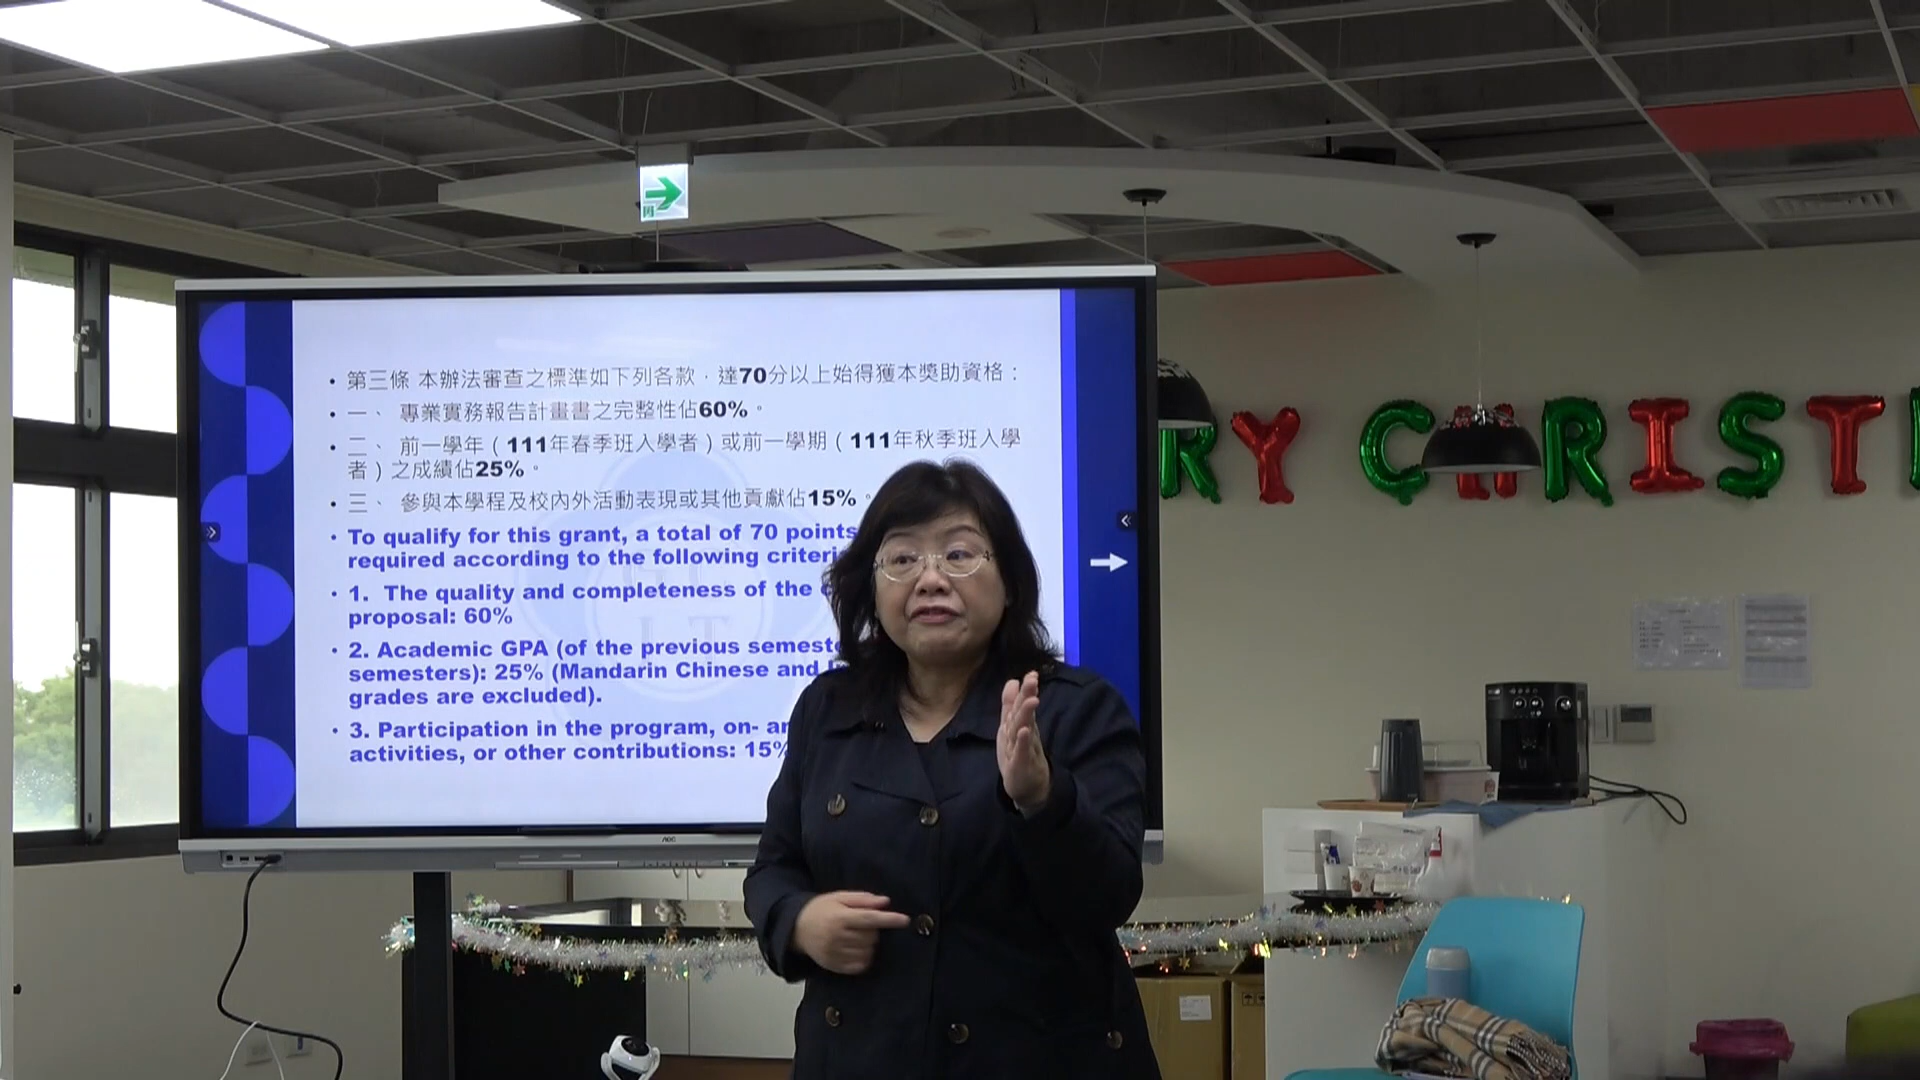 第三條 本辦法審查之標準如下列各款，達70分以上始得獲本獎助資格：
一、 專業實務報告計畫書之完整性佔60%。
二、 前一學年（111年春季班入學者）或前一學期（111年秋季班入學
者）之成績佔25%。
三、 參與本學程及校內外活動表現或其他貢獻佔15%。
To qualify for this grant, a total of 70 points
required according to the following
1. The quality and completeness of the
proposal: 60%
2. Academic GPA (of the previous
semesters): 25% (Mandarin Chinese and
grades are excluded).
3. Participation in the program, on-
activities, or other contributions: 15%
AOC
RY CHRIST